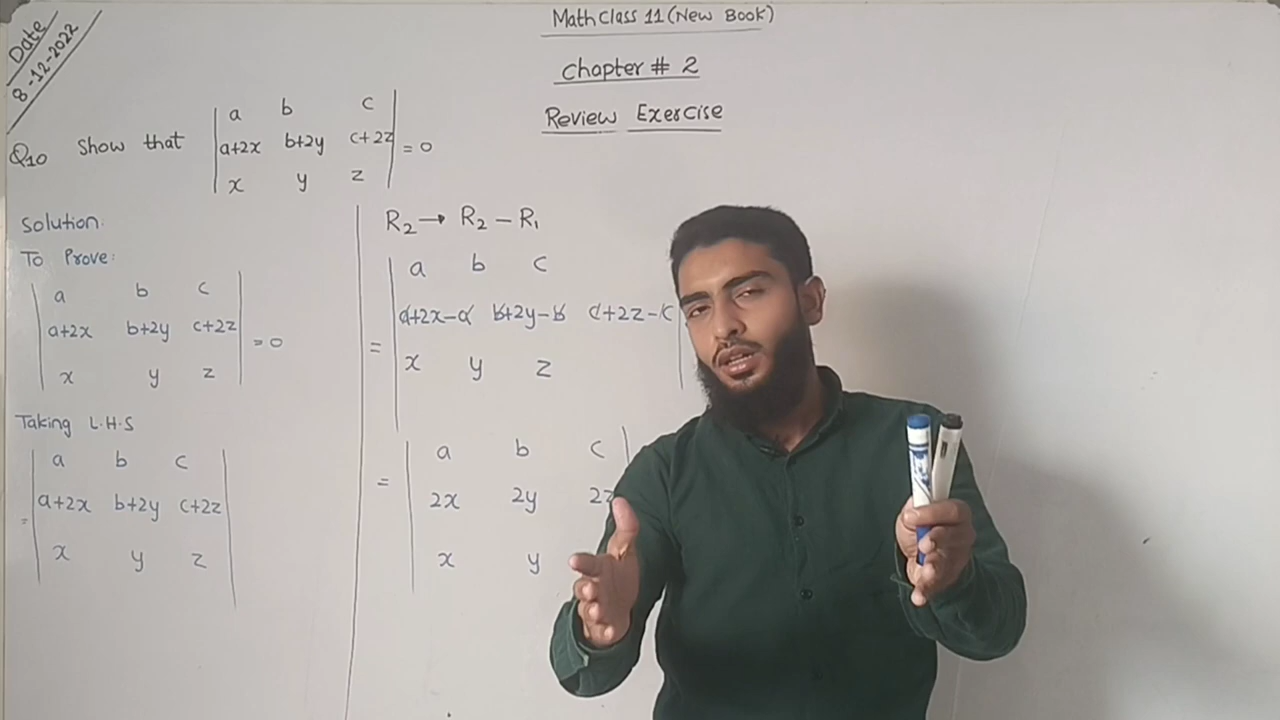 Date
8-12-2022
Math Class 11 (New Book)
Chapter # 2
Review Exercise
Q10 Show that
a b c
a+2x b+2y c+2z = 0
x y z
Solution.
To Prove:
a b c
a+2x b+2y c+2z = 0
x y z
Taking L.H.S
a b c
= a+2x b+2y c+2z
x y z
R2 → R2 – R1
a b c
= a+2x-a b+2y-b c+2z-c
x y z
a b c
= 2x 2y 2z
x y